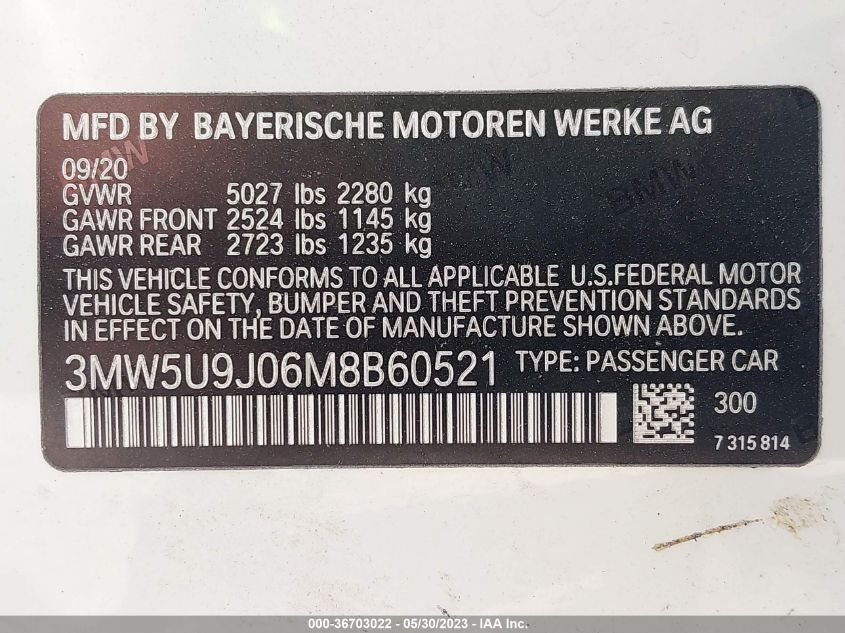 MFD BY BAYERISCHE MOTOREN WERKE AG
09/20
GVWR 5027 lbs 2280 kg
GAWR FRONT 2524 lbs 1145 kg
GAWR REAR 2723 lbs 1235 kg
THIS VEHICLE CONFORMS TO ALL APPLICABLE U.S.FEDERAL MOTOR
VEHICLE SAFETY, BUMPER AND THEFT PREVENTION STANDARDS
IN EFFECT ON THE DATE OF MANUFACTURE SHOWN ABOVE.
3MW5U9J06M8B60521 TYPE: PASSENGER CAR
300
7 315 814
000-36703022 - 05/30/2023 - IAA, Inc.